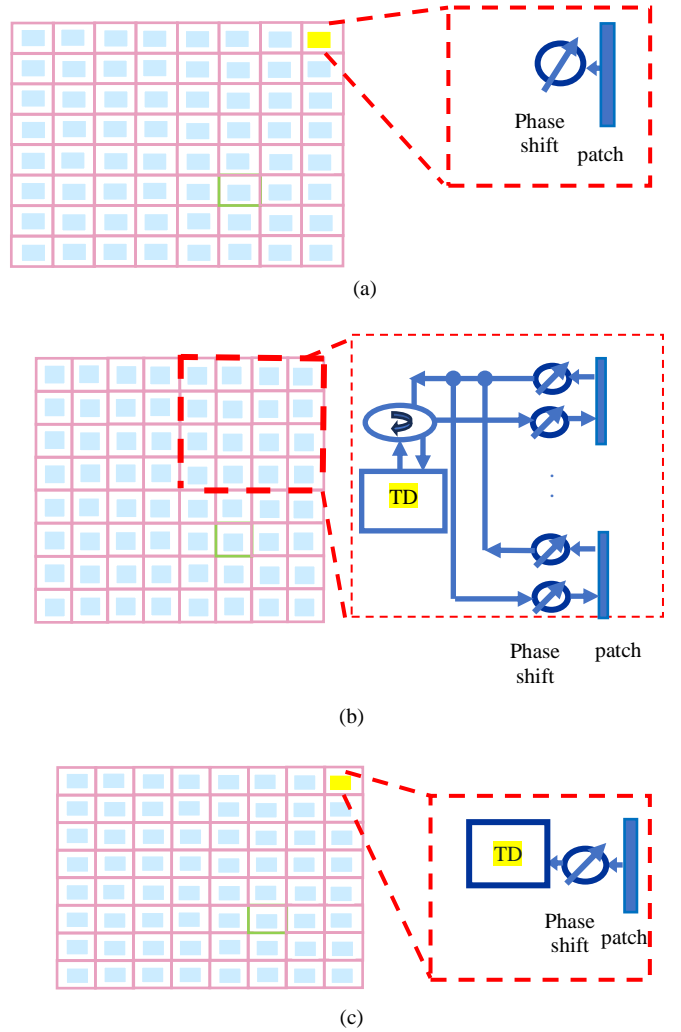 Phase
shift
patch
(a)
TD
.
.
Phase
shift
patch
(b)
TD
Phase
shift
patch
(c)